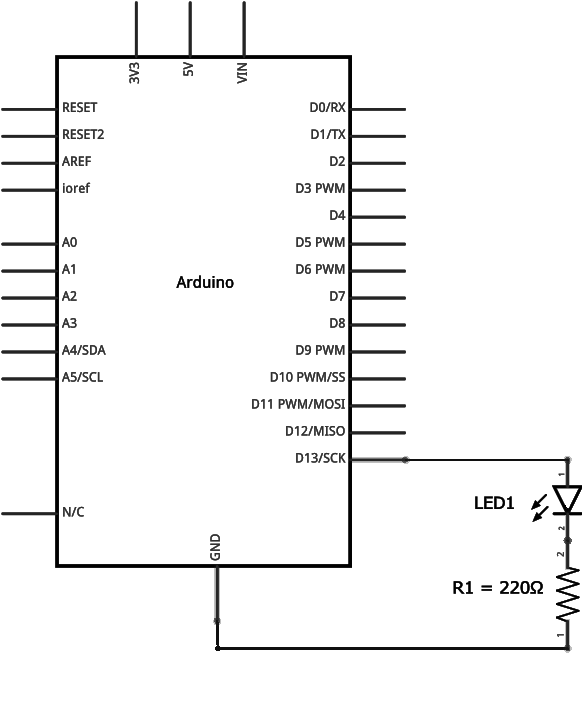 3V3
5V
VIN
RESET
RESET2
AREF
ioref
A0
A1
A2
A3
A4/SDA
A5/SCL
N/C
Arduino
D0/RX
D1/TX
D2
D3 PWM
D4
D5 PWM
D6 PWM
D7
D8
D9 PWM
D10 PWM/SS
D11 PWM/MOSI
D12/MISO
D13/SCK
GND
1
LED1
2
2
R1 = 220Ω
1